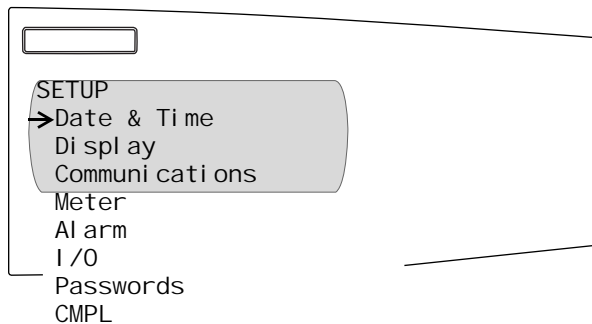 SETUP
Date & Time
Display
Communications
Meter
Alarm
I/O
Passwords
CMPL